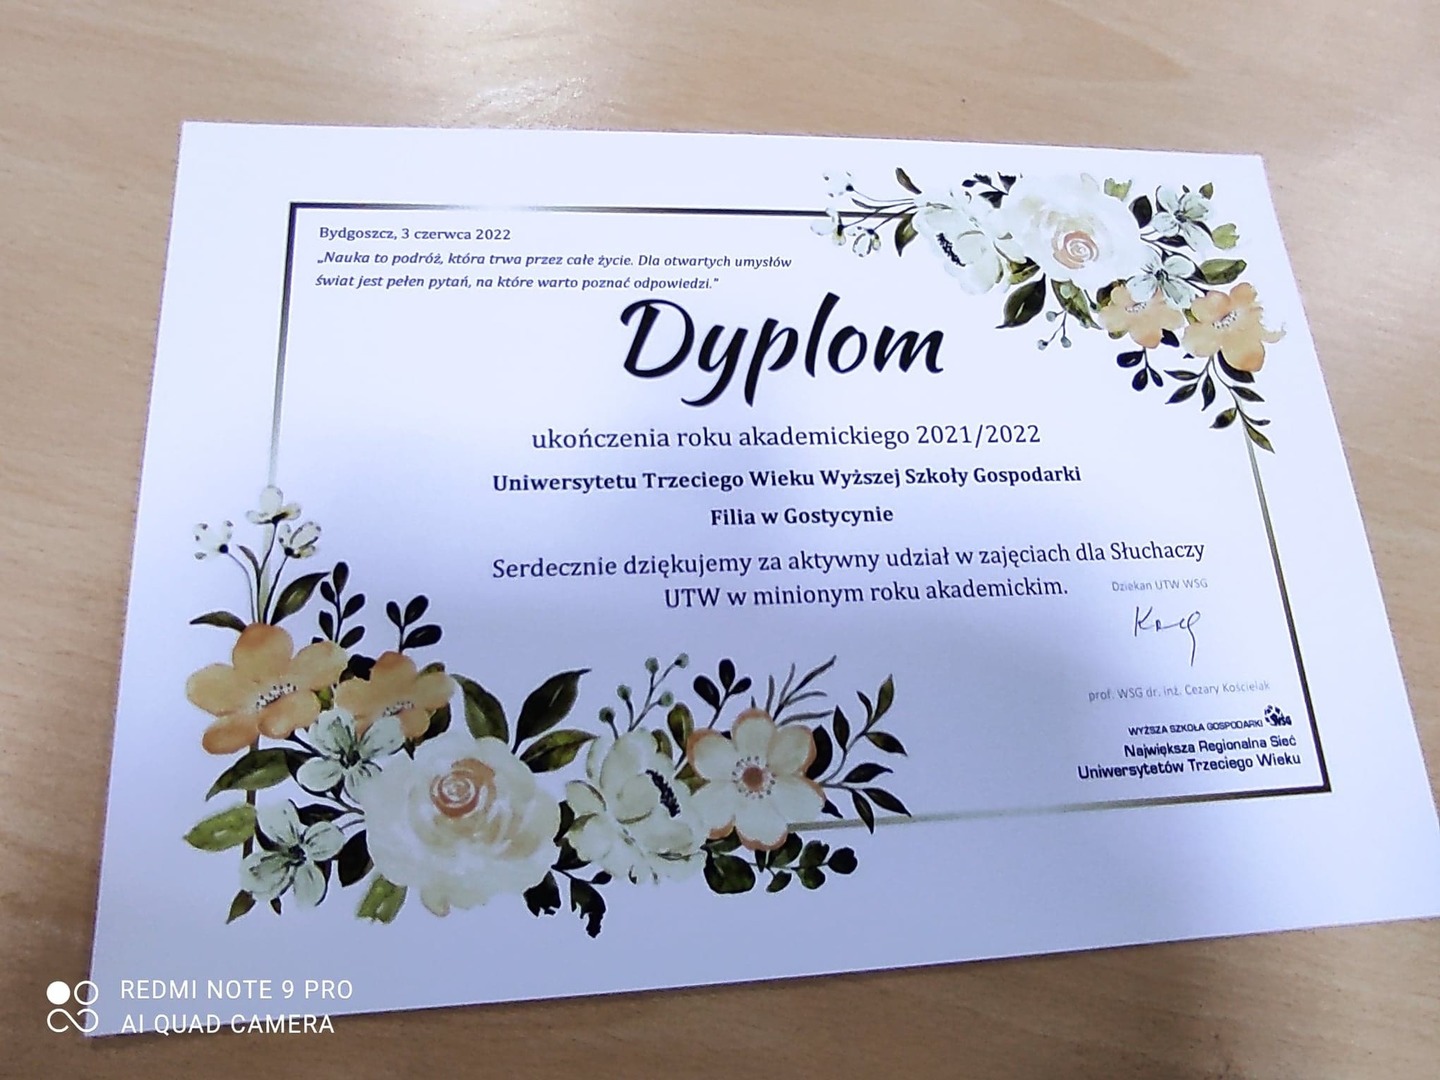 Bydgoszcz, 3 czerwca 2022
„Nauka to podróż, która trwa przez całe życie. Dla otwartych umysłów
świat jest pełen pytań, na które warto poznać odpowiedzi."
Dyplom
ukończenia roku akademickiego 2021/2022
Uniwersytetu Trzeciego Wieku Wyższej Szkoły Gospodarki
Filia w Gostycynie
Serdecznie dziękujemy za aktywny udział w zajęciach dla Słuchaczy
UTW w minionym roku akademickim.
Dziekan UTW WSG
prof. WSG dr. inż. Cezary Kościelak
WYŻSZA SZKOŁA GOSPODARKI WSG
Największa Regionalna Sieć
Uniwersytetów Trzeciego Wieku
REDMI NOTE 9 PRO
AI QUAD CAMERA